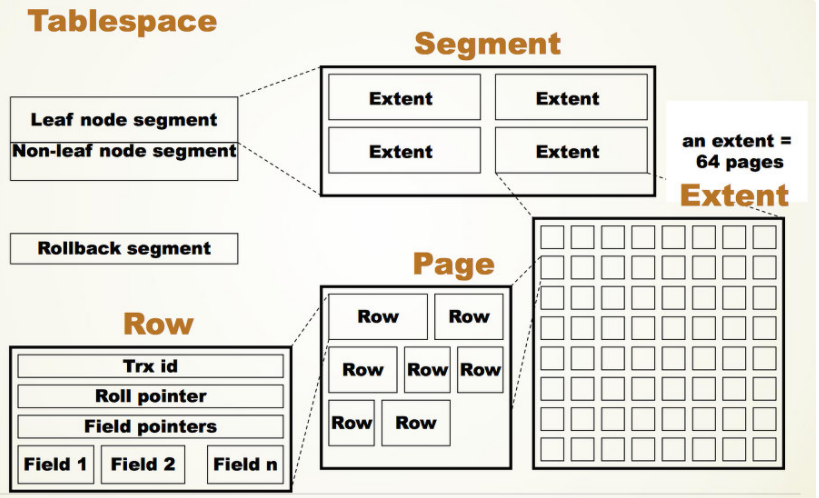 Tablespace
Segment
Leaf node segment
Non-leaf node segment
Extent
Extent
Extent
Extent
an extent =
64 pages
Extent
Rollback segment
Page
Row
Row
Row
Row
Row
Row
Row
Row
Trx id
Roll pointer
Field pointers
Field 1
Field 2
Field n